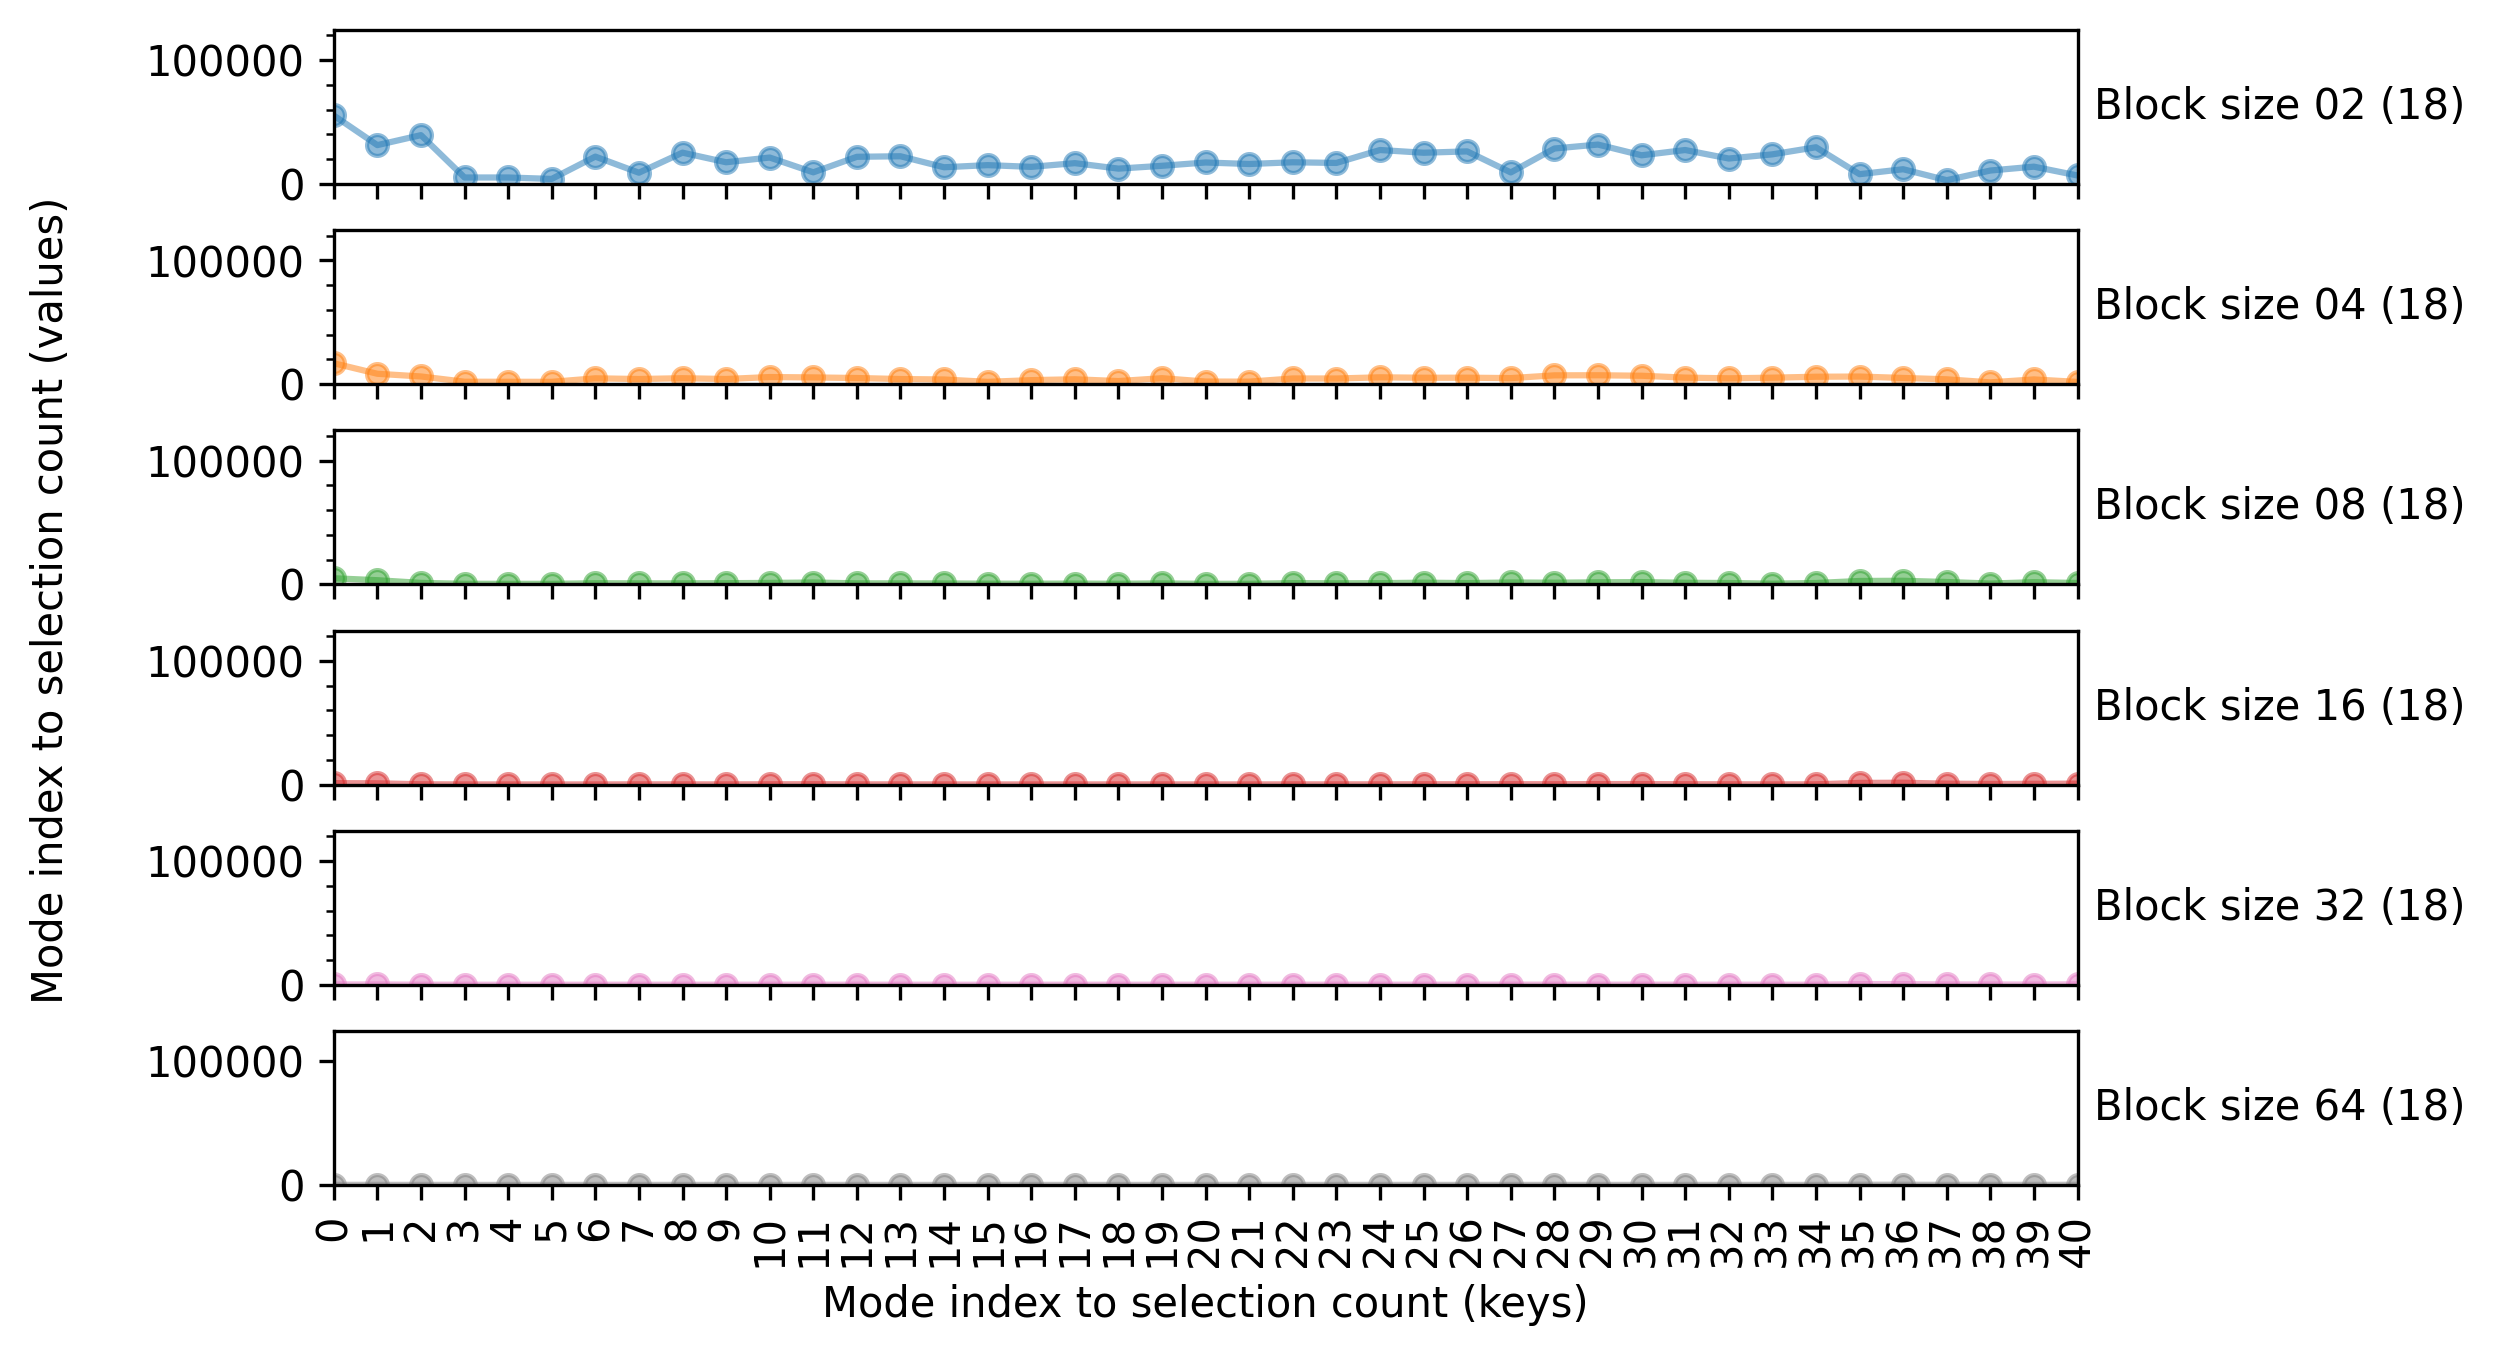 Mode index to selection count (values)
100000
0
Block size 02 (18)
100000
0
Block size 04 (18)
100000
0
Block size 08 (18)
100000
0
Block size 16 (18)
100000
0
Block size 32 (18)
100000
0
Block size 64 (18)
0 1 2 3 4 5 6 7 8 9 10 11 12 13 14 15 16 17 18 19 20 21 22 23 24 25 26 27 28 29 30 31 32 33 34 35 36 37 38 39 40
Mode index to selection count (keys)